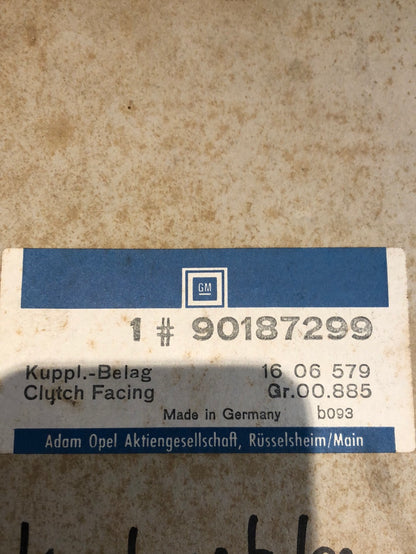 GM
1 # 90187299
Kuppl.-Belag 16 06 579
Clutch Facing Gr.00.885
Made in Germany b093
Adam Opel Aktiengesellschaft, Rüsselsheim/Main